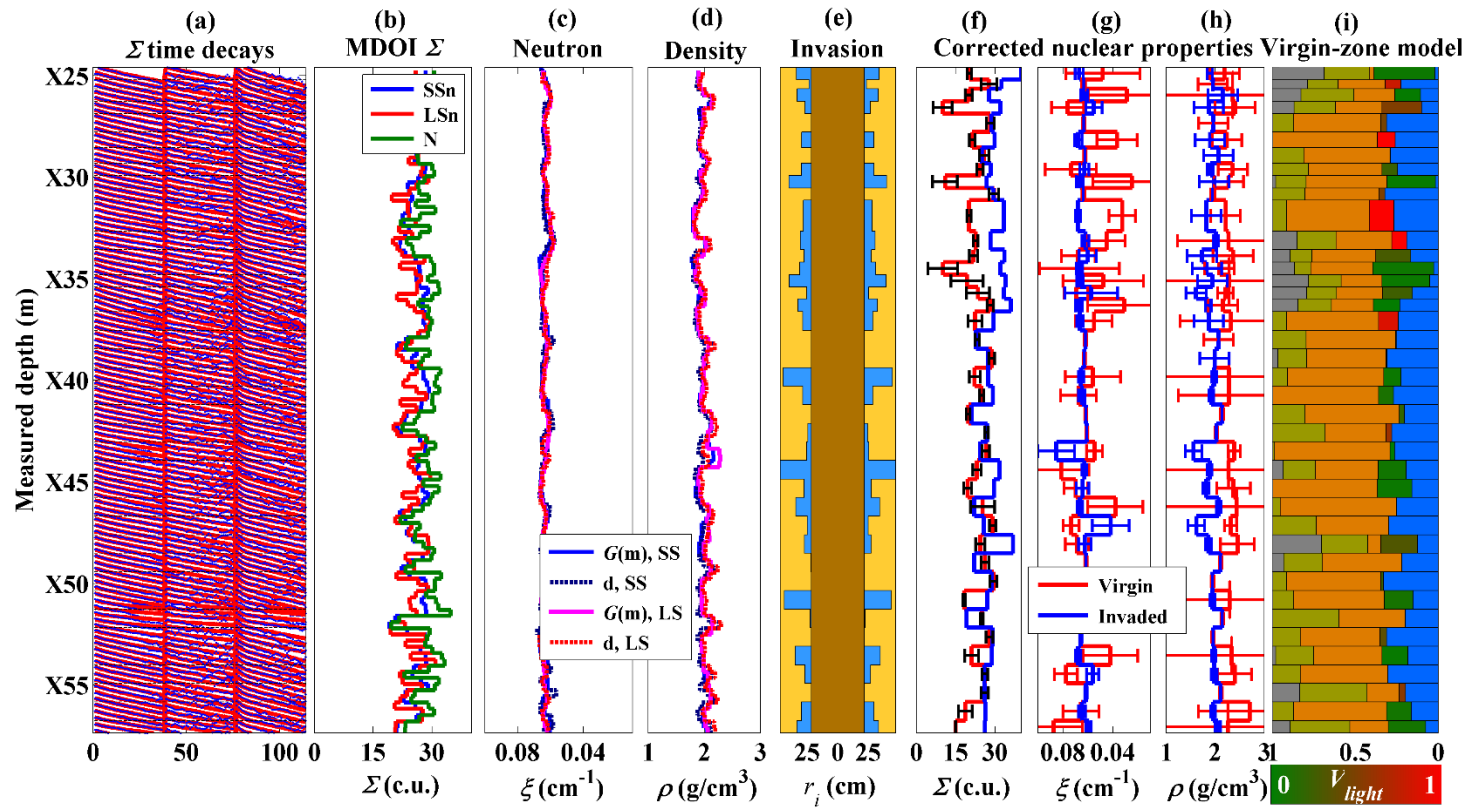 (a) (b) (c) (d) (e) (f) (g) (h) (i)
Σ time decays MDOI Σ Neutron Density Invasion Corrected nuclear properties Virgin-zone model
Measured depth (m)
X25
X30
X35
X40
X45
X50
X55
SSn
LSn
N
G(m), SS
d, SS
G(m), LS
d, LS
Virgin
Invaded
0 50 100 0 15 30 0.08 0.04 1 2 3 25 0 25 0 15 30 0.08 0.04 1 2 3 1 0.5 0
Σ (c.u.) ξ (cm⁻¹) ρ (g/cm³) rᵢ (cm) Σ (c.u.) ξ (cm⁻¹) ρ (g/cm³)
0 V_light 1